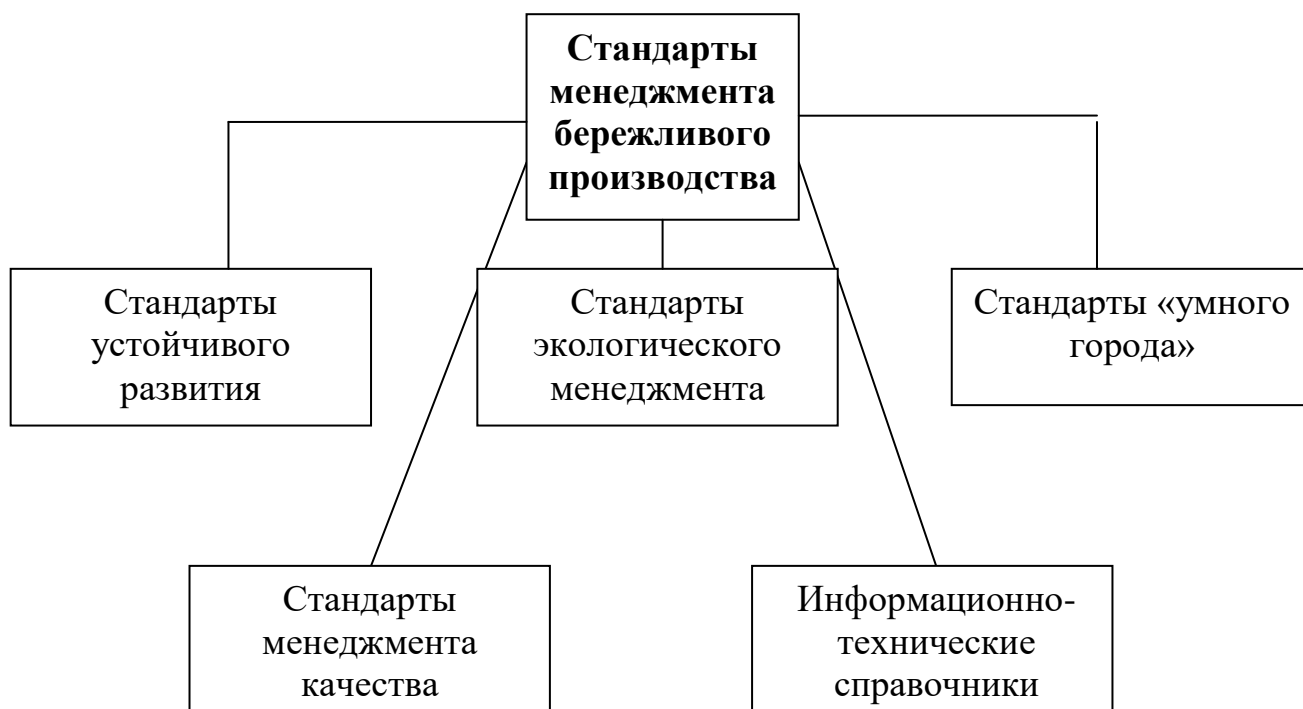 Стандарты
менеджмента
бережливого
производства
Стандарты
устойчивого
развития
Стандарты
экологического
менеджмента
Стандарты «умного
города»
Стандарты
менеджмента
качества
Информационно-
технические
справочники